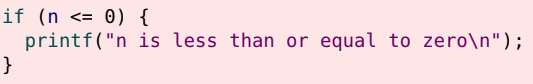 if (n <= 0) {
  printf("n is less than or equal to zero\n");
}